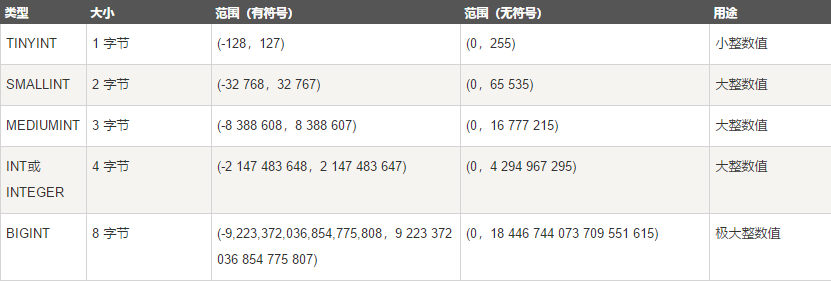 类型 大小 范围（有符号） 范围（无符号） 用途
TINYINT 1 字节 (-128，127) (0，255) 小整数值
SMALLINT 2 字节 (-32 768，32 767) (0，65 535) 大整数值
MEDIUMINT 3 字节 (-8 388 608，8 388 607) (0，16 777 215) 大整数值
INT或 4 字节 (-2 147 483 648，2 147 483 647) (0，4 294 967 295) 大整数值
INTEGER
BIGINT 8 字节 (-9,223,372,036,854,775,808，9 223 372 (0，18 446 744 073 709 551 615) 极大整数值
036 854 775 807)